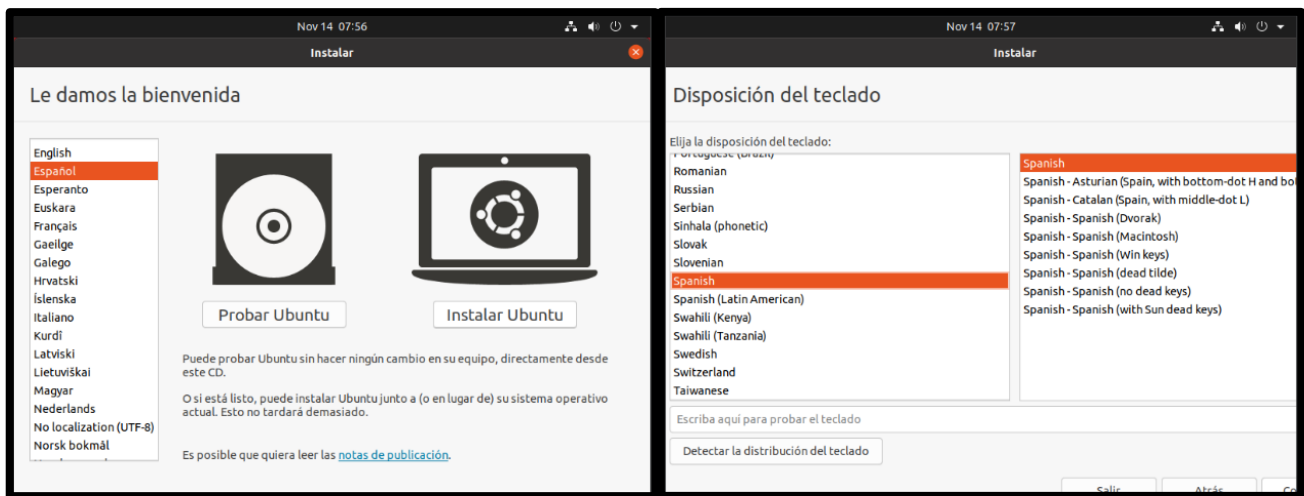 Nov 14 07:56
Instalar
Le damos la bienvenida
English
Español
Esperanto
Euskara
Français
Gaeilge
Galego
Hrvatski
Íslenska
Italiano
Kurdî
Latviski
Lietuviškai
Magyar
Nederlands
No localization (UTF-8)
Norsk bokmål
Probar Ubuntu
Instalar Ubuntu
Puede probar Ubuntu sin hacer ningún cambio en su equipo, directamente desde
este CD.
O si está listo, puede instalar Ubuntu junto a (o en lugar de) su sistema operativo
actual. Esto no tardará demasiado.
Es posible que quiera leer las notas de publicación.
Nov 14 07:57
Instalar
Disposición del teclado
Elija la disposición del teclado:
Portuguese (Brazil)
Romanian
Russian
Serbian
Sinhala (phonetic)
Slovak
Slovenian
Spanish
Spanish (Latin American)
Swahili (Kenya)
Swahili (Tanzania)
Swedish
Switzerland
Taiwanese
Spanish
Spanish - Asturian (Spain, with bottom-dot H and
Spanish - Catalan (Spain, with middle-dot L)
Spanish - Spanish (Dvorak)
Spanish - Spanish (Macintosh)
Spanish - Spanish (Win keys)
Spanish - Spanish (dead tilde)
Spanish - Spanish (no dead keys)
Spanish - Spanish (with Sun dead keys)
Escriba aquí para probar el teclado
Detectar la distribución del teclado
Salir
Atrás